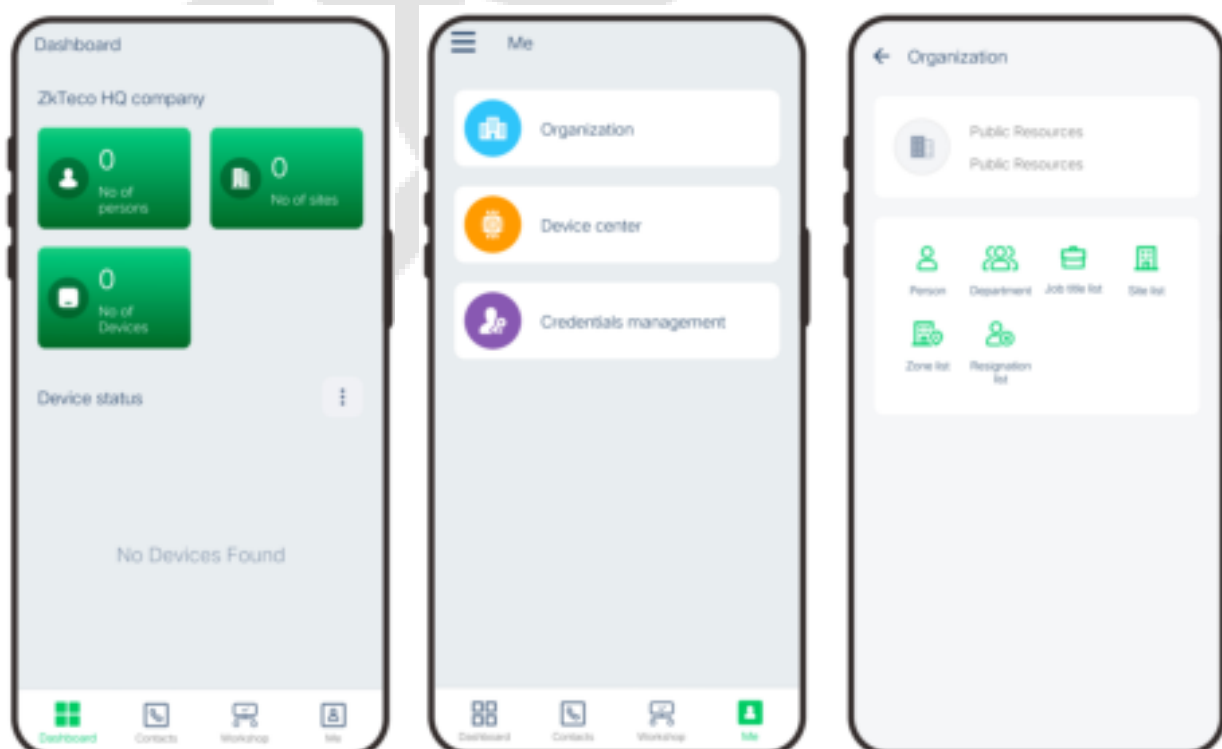 Dashboard
ZkTeco HQ company
0
No of
persons
0
No of sites
0
No of
Devices
Device status
No Devices Found
Dashboard
Contacts
Workshop
Me
Me
Organization
Device center
Credentials management
Dashboard
Contacts
Workshop
Me
Organization
Public Resources
Public Resources
Person
Department
Job title list
Site list
Zone list
Resignation
list